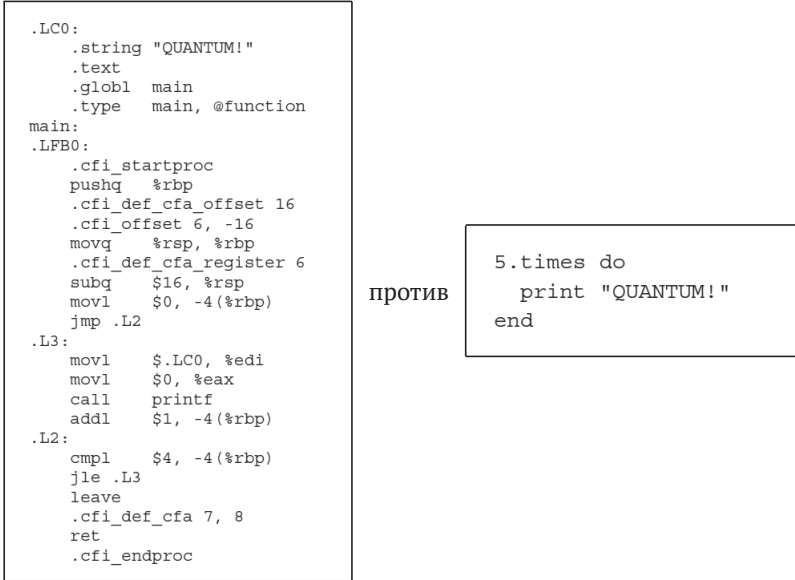 .LC0:
.string "QUANTUM!"
.text
.globl main
.type main, @function
main:
.LFB0:
.cfi_startproc
pushq %rbp
.cfi_def_cfa_offset 16
.cfi_offset 6, -16
movq %rsp, %rbp
.cfi_def_cfa_register 6
subq $16, %rsp
movl $0, -4(%rbp)
jmp .L2
.L3:
movl $.LC0, %edi
movl $0, %eax
call printf
addl $1, -4(%rbp)
.L2:
cmpl $4, -4(%rbp)
jle .L3
leave
.cfi_def_cfa 7, 8
ret
.cfi_endproc
против
5.times do
print "QUANTUM!"
end